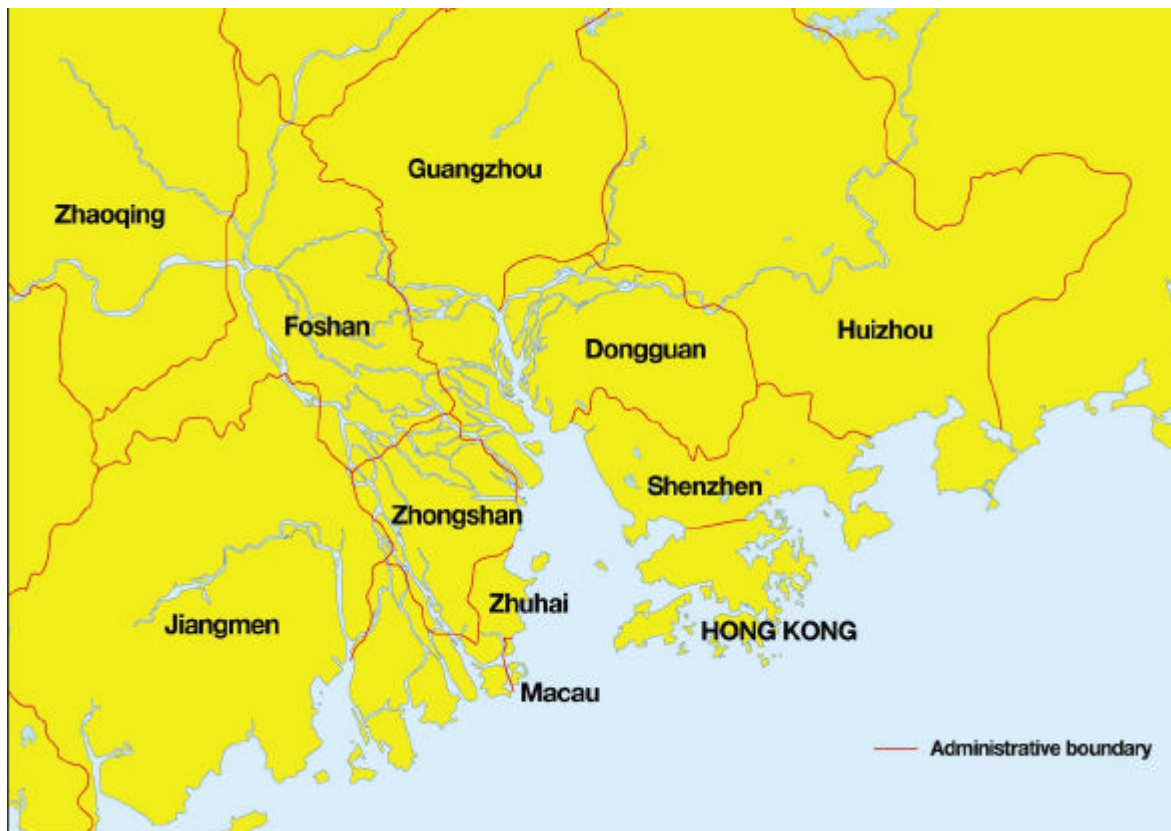 Guangzhou
Zhaoqing
Foshan
Huizhou
Dongguan
Shenzhen
Zhongshan
Zhuhai
Jiangmen
HONG KONG
Macau
Administrative boundary